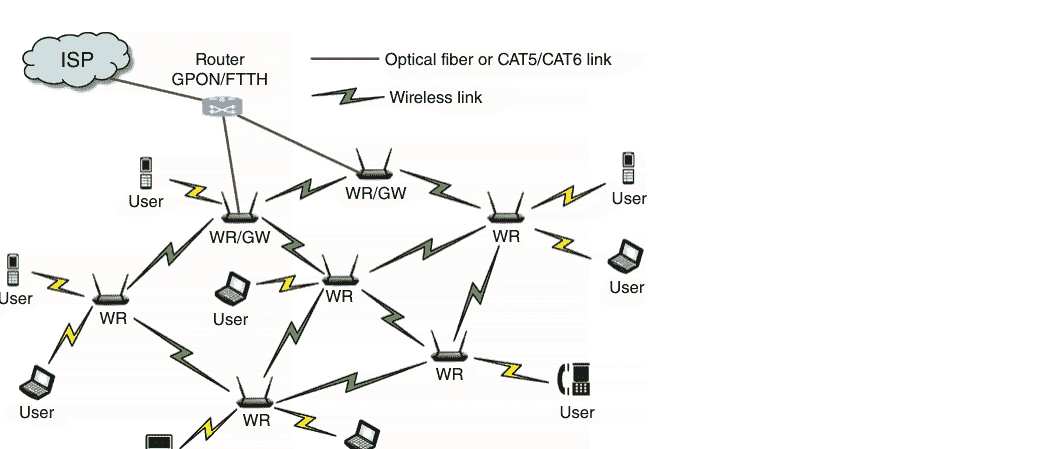 ISP
Router
GPON/FTTH
Optical fiber or CAT5/CAT6 link
Wireless link
User
WR/GW
User
WR/GW
WR
User
User
WR
User
WR
User
WR
User
WR
User